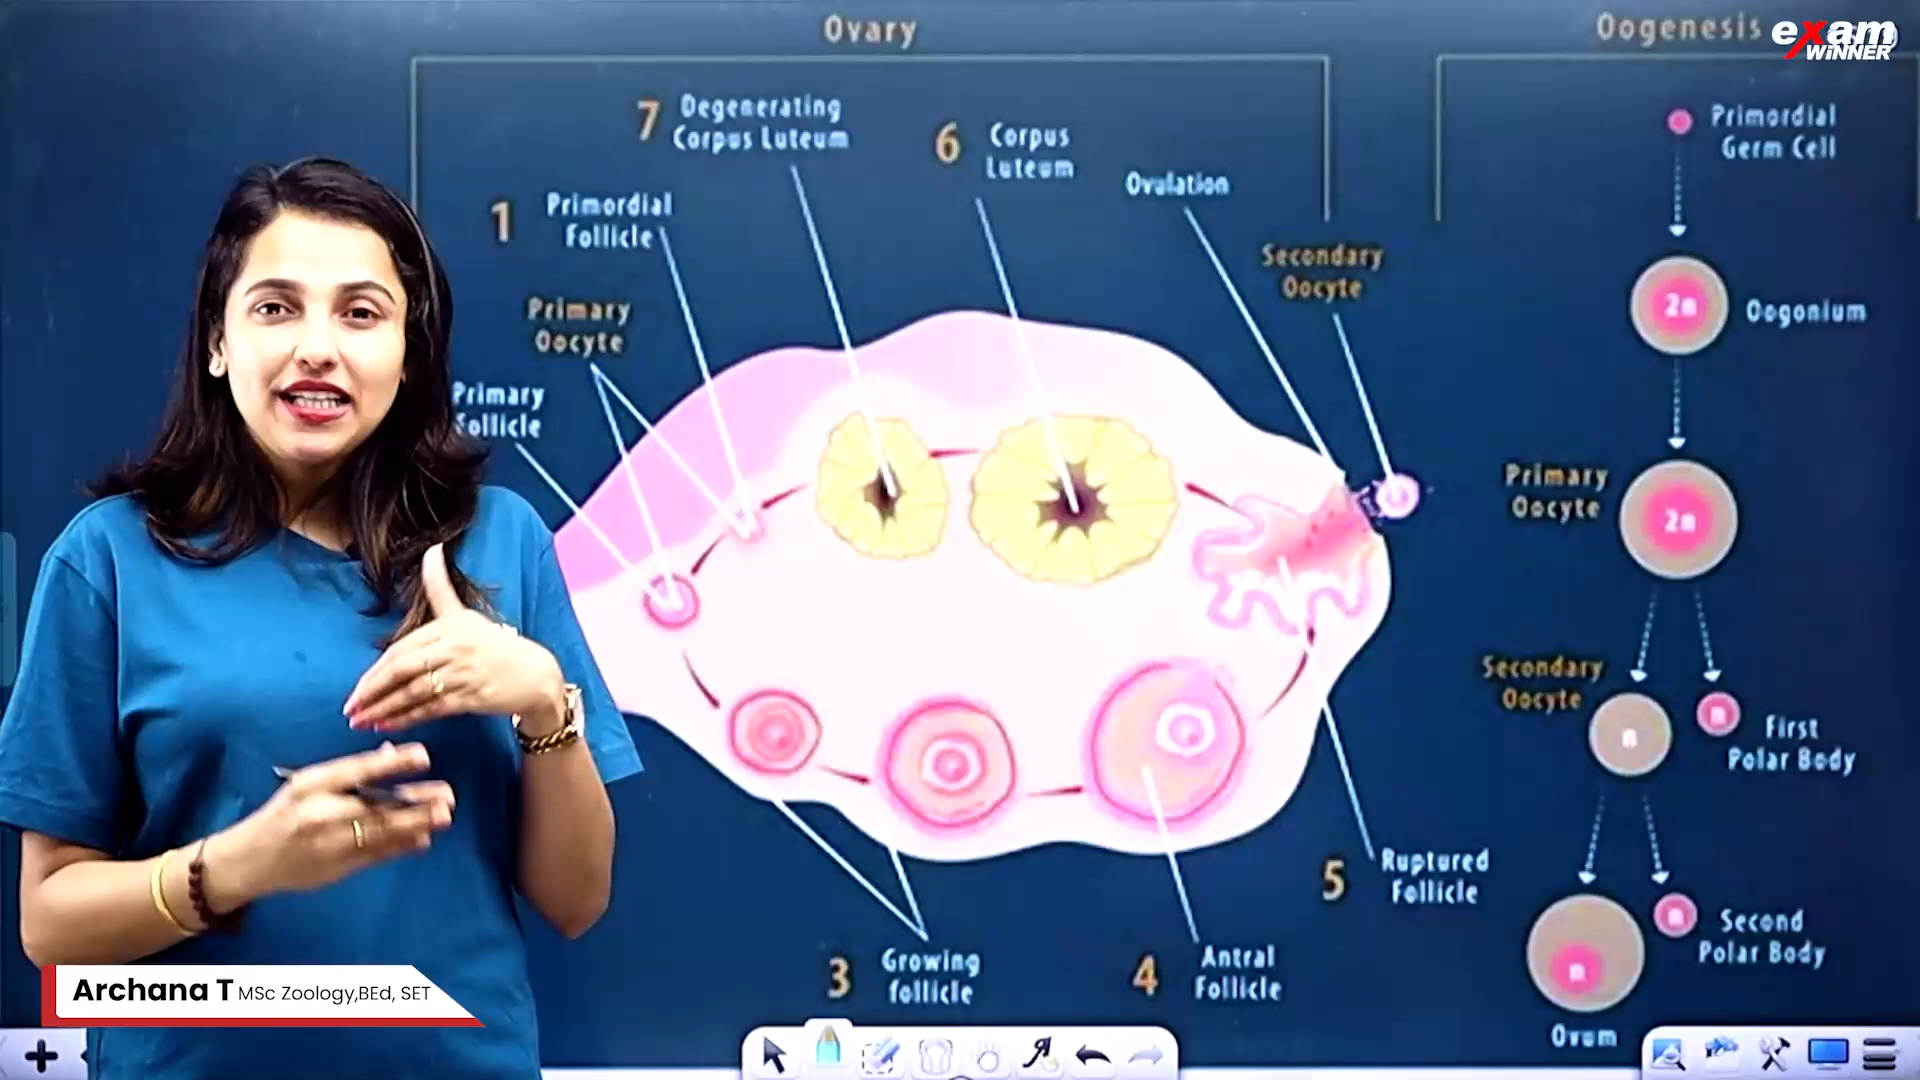 Ovary
Oogenesis
exam
WINNER
7
Degenerating
Corpus Luteum
6
Corpus
Luteum
Ovulation
Primordial
Germ Cell
1
Primordial
Follicle
Secondary
Oocyte
Primary
Oocyte
2n
Oogonium
Primary
Follicle
Primary
Oocyte
2n
Secondary
Oocyte
n
n
First
Polar Body
5
Ruptured
Follicle
n
Second
Polar Body
3
Growing
follicle
4
Antral
Follicle
n
Ovum
Archana T MSc Zoology,BEd, SET